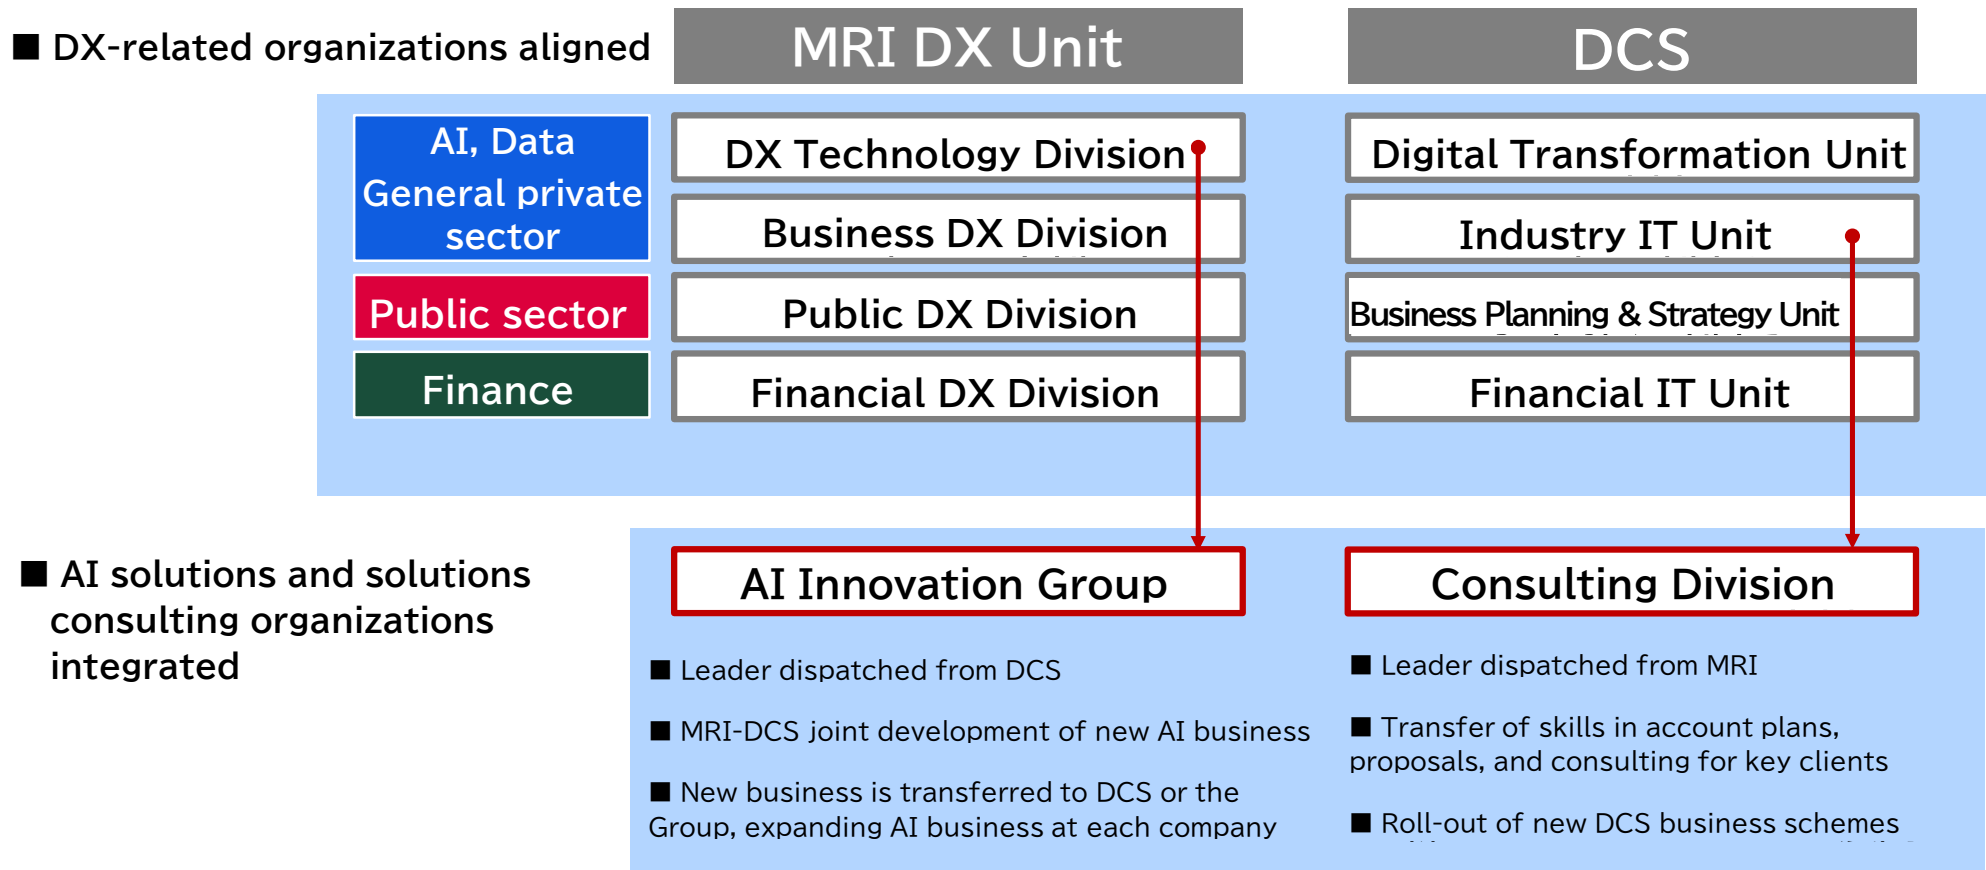 ■ DX-related organizations aligned
MRI DX Unit
DCS
AI, Data
General private
sector
DX Technology Division
Digital Transformation Unit
Business DX Division
Industry IT Unit
Public sector
Public DX Division
Business Planning & Strategy Unit
Finance
Financial DX Division
Financial IT Unit
■ AI solutions and solutions
consulting organizations
integrated
AI Innovation Group
■ Leader dispatched from DCS
■ MRI-DCS joint development of new AI business
■ New business is transferred to DCS or the
Group, expanding AI business at each company
Consulting Division
■ Leader dispatched from MRI
■ Transfer of skills in account plans,
proposals, and consulting for key clients
■ Roll-out of new DCS business schemes